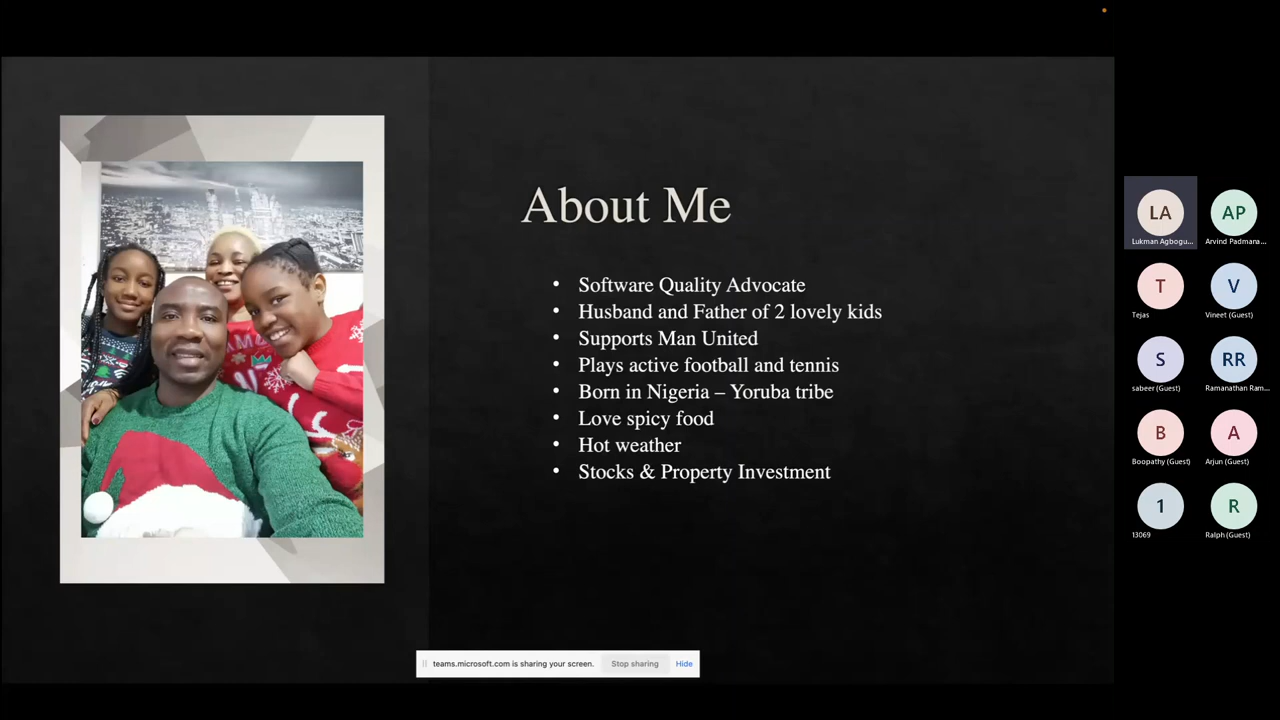 About Me
• Software Quality Advocate
• Husband and Father of 2 lovely kids
• Supports Man United
• Plays active football and tennis
• Born in Nigeria – Yoruba tribe
• Love spicy food
• Hot weather
• Stocks & Property Investment
teams.microsoft.com is sharing your screen. Stop sharing Hide
LA AP
Lukman Agbogu... Arvind Padmana...
T V
Tejas Vineet (Guest)
S RR
sabeer (Guest) Ramanathan Ram...
B A
Boopathy (Guest) Arjun (Guest)
1 R
13069 Ralph (Guest)